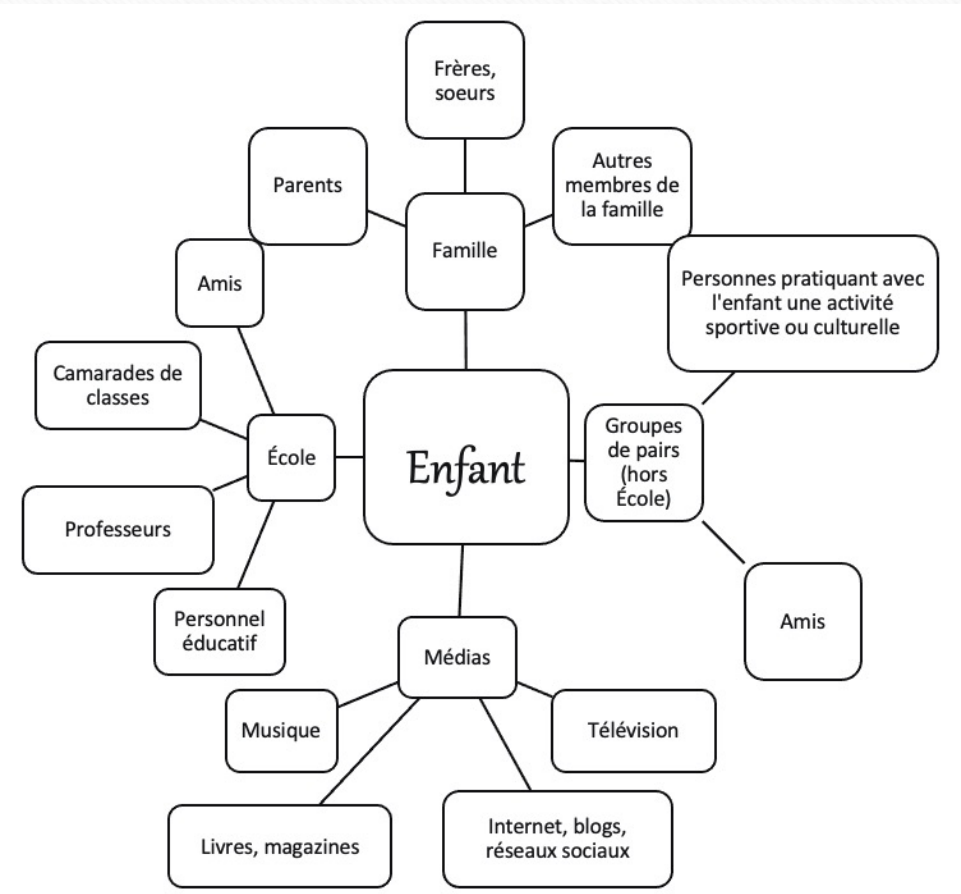 Frères,
soeurs
Parents
Autres
membres de
la famille
Famille
Amis
Personnes pratiquant avec
l'enfant une activité
sportive ou culturelle
Camarades de
classes
École
Enfant
Groupes
de pairs
(hors
École)
Professeurs
Personnel
éducatif
Amis
Médias
Musique
Télévision
Livres, magazines
Internet, blogs,
réseaux sociaux